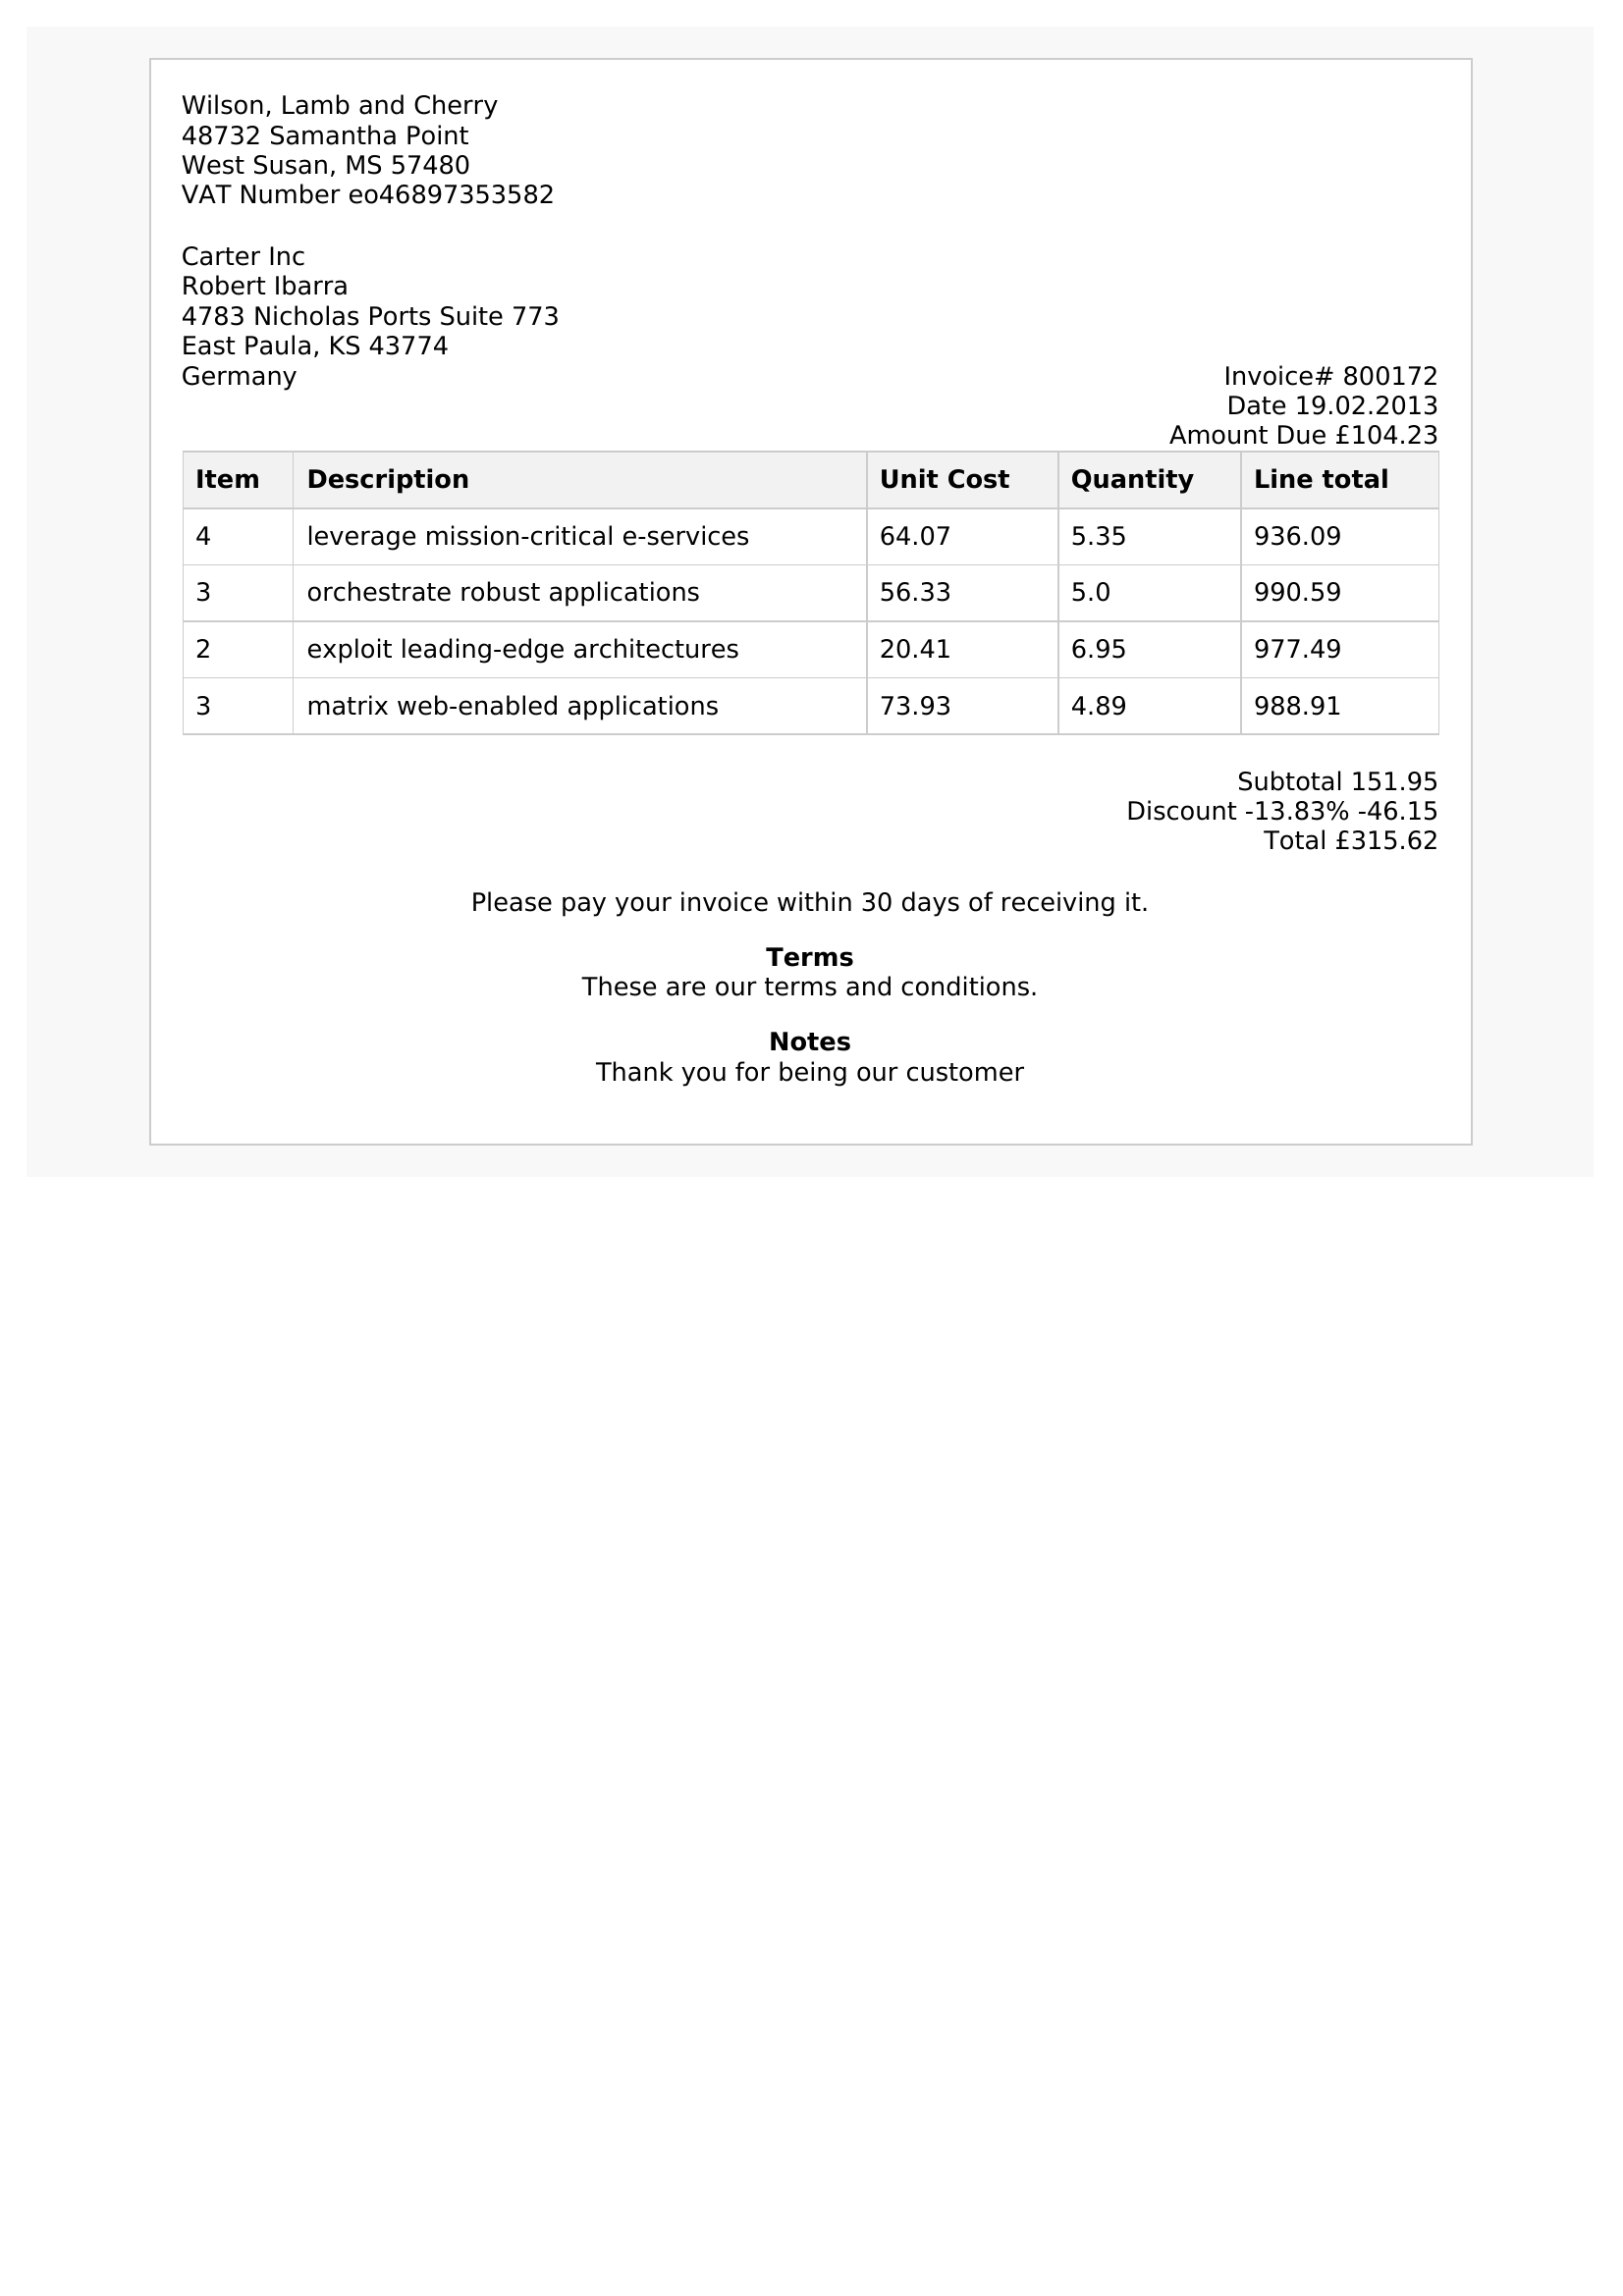 Wilson, Lamb and Cherry
48732 Samantha Point
West Susan, MS 57480
VAT Number eo46897353582
Carter Inc
Robert Ibarra
4783 Nicholas Ports Suite 773
East Paula, KS 43774
Germany
Invoice# 800172
Date 19.02.2013
Amount Due £104.23
Item Description Unit Cost Quantity Line total
4 leverage mission-critical e-services 64.07 5.35 936.09
3 orchestrate robust applications 56.33 5.0 990.59
2 exploit leading-edge architectures 20.41 6.95 977.49
3 matrix web-enabled applications 73.93 4.89 988.91
Subtotal 151.95
Discount -13.83% -46.15
Total £315.62
Please pay your invoice within 30 days of receiving it.
Terms
These are our terms and conditions.
Notes
Thank you for being our customer